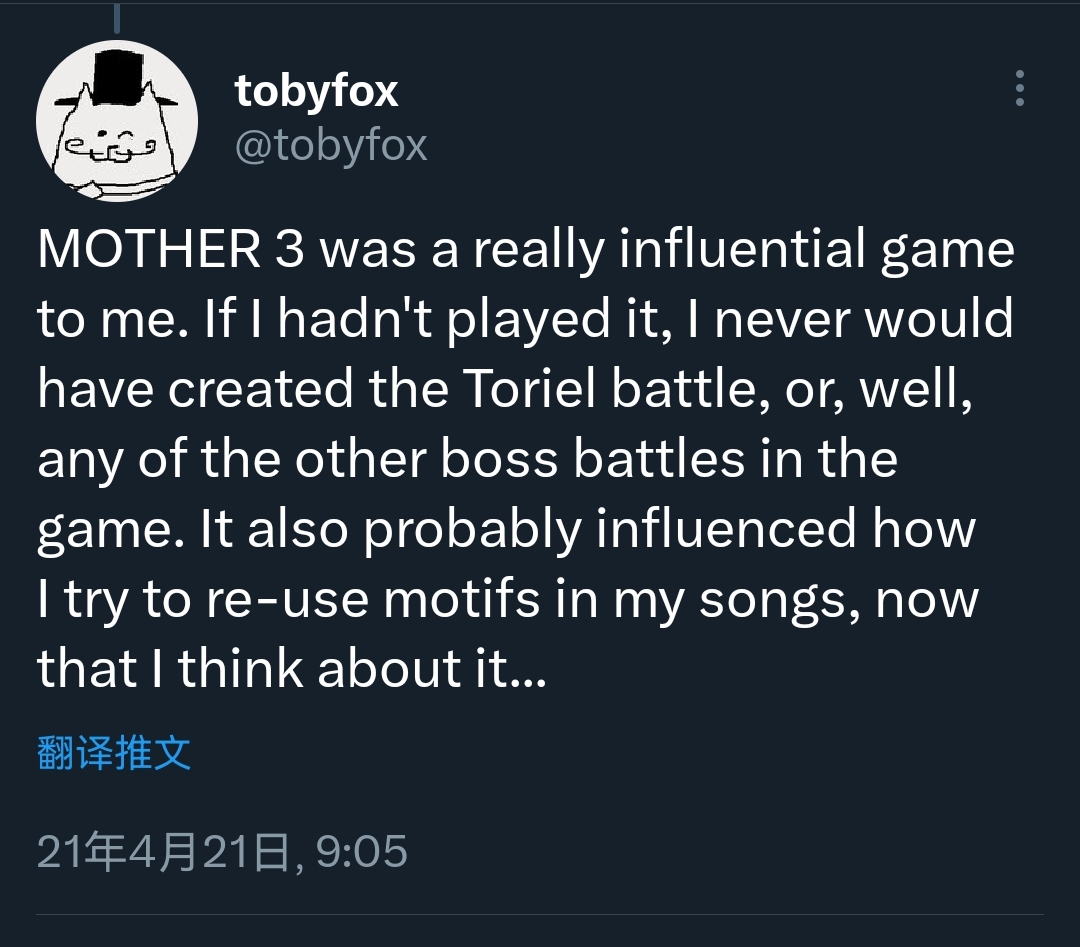 tobyfox
@tobyfox
MOTHER 3 was a really influential game
to me. If I hadn't played it, I never would
have created the Toriel battle, or, well,
any of the other boss battles in the
game. It also probably influenced how
I try to re-use motifs in my songs, now
that I think about it...
翻译推文
21年4月21日, 9:05